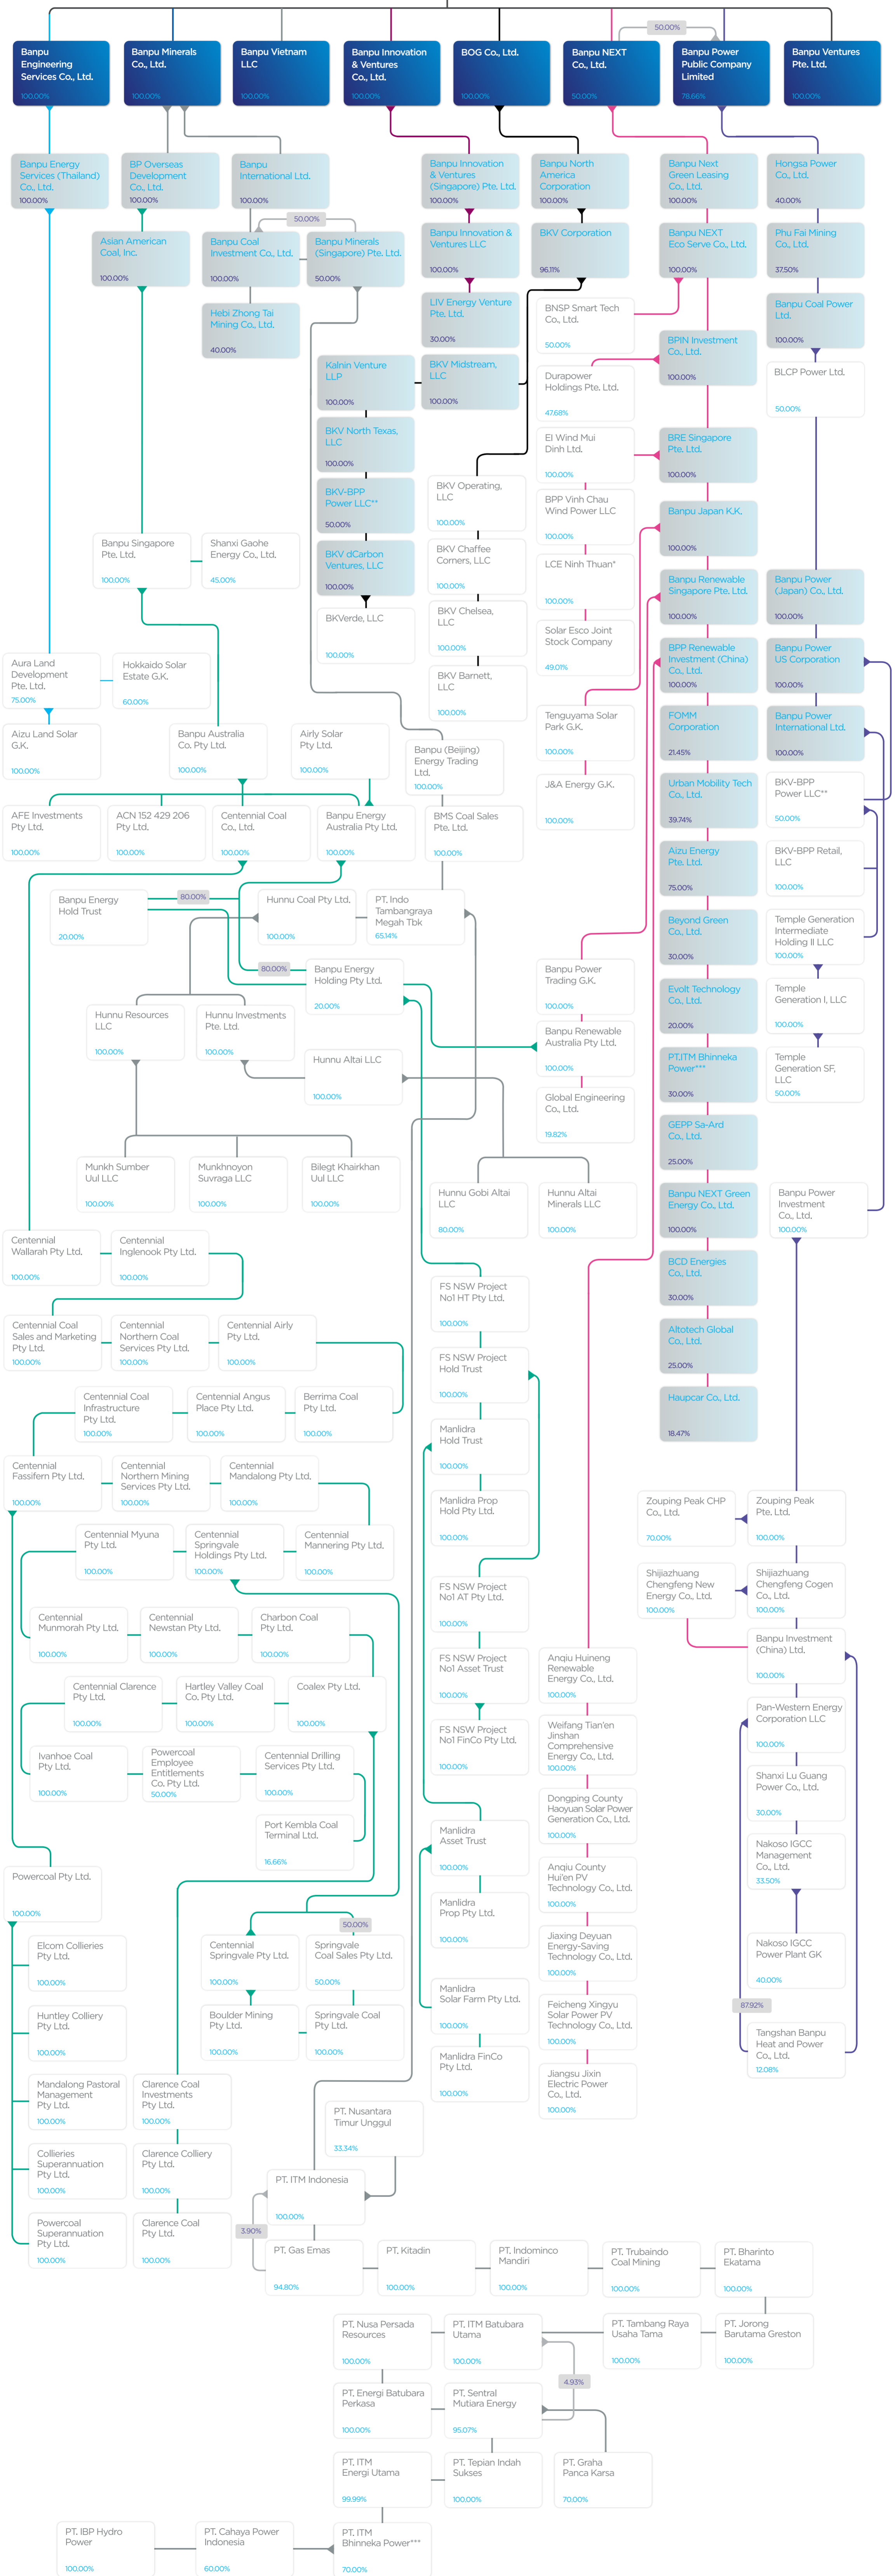 50.00%
Banpu
Engineering
Services Co., Ltd.
100.00%
Banpu Minerals
Co., Ltd.
100.00%
Banpu Vietnam
LLC
100.00%
Banpu Innovation
& Ventures
Co., Ltd.
100.00%
BOG Co., Ltd.
100.00%
Banpu NEXT
Co., Ltd.
50.00%
Banpu Power
Public Company
Limited
78.66%
Banpu Ventures
Pte. Ltd.
100.00%
Banpu Energy
Services (Thailand)
Co., Ltd.
100.00%
BP Overseas
Development
Co., Ltd.
100.00%
Banpu
International Ltd.
100.00%
Banpu Innovation
& Ventures
(Singapore) Pte. Ltd.
100.00%
Banpu North
America
Corporation
100.00%
Banpu Next
Green Leasing
Co., Ltd.
100.00%
Hongsa Power
Co., Ltd.
40.00%
50.00%
Asian American
Coal, Inc.
100.00%
Banpu Coal
Investment Co., Ltd.
100.00%
Banpu Minerals
(Singapore) Pte. Ltd.
50.00%
Banpu Innovation &
Ventures LLC
100.00%
BKV Corporation
96.11%
Banpu NEXT
Eco Serve Co., Ltd.
100.00%
Phu Fai Mining
Co., Ltd.
37.50%
Hebi Zhong Tai
Mining Co., Ltd.
40.00%
LIV Energy Venture
Pte. Ltd.
30.00%
BNSP Smart Tech
Co., Ltd.
50.00%
Banpu Coal Power
Ltd.
100.00%
BPIN Investment
Co., Ltd.
100.00%
Kalnin Venture
LLP
100.00%
BKV Midstream,
LLC
100.00%
Durapower
Holdings Pte. Ltd.
47.68%
BLCP Power Ltd.
50.00%
BKV North Texas,
LLC
100.00%
El Wind Mui
Dinh Ltd.
100.00%
BRE Singapore
Pte. Ltd.
100.00%
BKV-BPP
Power LLC**
50.00%
BKV Operating,
LLC
100.00%
BPP Vinh Chau
Wind Power LLC
100.00%
Banpu Japan K.K.
100.00%
Banpu Singapore
Pte. Ltd.
100.00%
Shanxi Gaohe
Energy Co., Ltd.
45.00%
BKV dCarbon
Ventures, LLC
100.00%
BKV Chaffee
Corners, LLC
100.00%
LCE Ninh Thuan*
100.00%
Banpu Renewable
Singapore Pte. Ltd.
100.00%
Banpu Power
(Japan) Co., Ltd.
100.00%
BKVerde, LLC
100.00%
BKV Chelsea,
LLC
100.00%
Solar Esco Joint
Stock Company
49.01%
BPP Renewable
Investment (China)
Co., Ltd.
100.00%
Banpu Power
US Corporation
100.00%
Aura Land
Development
Pte. Ltd.
75.00%
Hokkaido Solar
Estate G.K.
60.00%
BKV Barnett,
LLC
100.00%
Tenguyama Solar
Park G.K.
100.00%
FOMM
Corporation
21.45%
Banpu Power
International Ltd.
100.00%
Aizu Land Solar
G.K.
100.00%
Banpu Australia
Co. Pty Ltd.
100.00%
Airly Solar
Pty Ltd.
100.00%
Banpu (Beijing)
Energy Trading
Ltd.
100.00%
J&A Energy G.K.
100.00%
Urban Mobility Tech
Co., Ltd.
39.74%
BKV-BPP
Power LLC**
50.00%
AFE Investments
Pty Ltd.
100.00%
ACN 152 429 206
Pty Ltd.
100.00%
Centennial Coal
Co., Ltd.
100.00%
Banpu Energy
Australia Pty Ltd.
100.00%
BMS Coal Sales
Pte. Ltd.
100.00%
Aizu Energy
Pte. Ltd.
75.00%
BKV-BPP Retail,
LLC
100.00%
Banpu Energy
Hold Trust
20.00%
80.00%
Hunnu Coal Pty Ltd.
100.00%
PT. Indo
Tambangraya
Megah Tbk
65.14%
Beyond Green
Co., Ltd.
30.00%
Temple Generation
Intermediate
Holding II LLC
100.00%
80.00%
Banpu Energy
Holding Pty Ltd.
20.00%
Banpu Power
Trading G.K.
100.00%
Evolt Technology
Co., Ltd.
20.00%
Temple
Generation I, LLC
100.00%
Hunnu Resources
LLC
100.00%
Hunnu Investments
Pte. Ltd.
100.00%
Banpu Renewable
Australia Pty Ltd.
100.00%
PT.ITM Bhinneka
Power***
30.00%
Temple
Generation SF,
LLC
50.00%
Hunnu Altai LLC
100.00%
Global Engineering
Co., Ltd.
19.82%
GEPP Sa-Ard
Co., Ltd.
25.00%
Munkh Sumber
Uul LLC
100.00%
Munkhnoyon
Suvraga LLC
100.00%
Bilegt Khairkhan
Uul LLC
100.00%
Hunnu Gobi Altai
LLC
80.00%
Hunnu Altai
Minerals LLC
100.00%
Banpu NEXT Green
Energy Co., Ltd.
100.00%
Banpu Power
Investment
Co., Ltd.
100.00%
Centennial
Wallarah Pty Ltd.
100.00%
Centennial
Inglenook Pty Ltd.
100.00%
BCD Energies
Co., Ltd.
30.00%
FS NSW Project
No1 HT Pty Ltd.
100.00%
Centennial Coal
Sales and Marketing
Pty Ltd.
100.00%
Centennial
Northern Coal
Services Pty Ltd.
100.00%
Centennial Airly
Pty Ltd.
100.00%
FS NSW Project
Hold Trust
100.00%
Altotech Global
Co., Ltd.
25.00%
Centennial Coal
Infrastructure
Pty Ltd.
100.00%
Centennial Angus
Place Pty Ltd.
100.00%
Berrima Coal
Pty Ltd.
100.00%
Haupcar Co., Ltd.
18.47%
Manlidra
Hold Trust
100.00%
Centennial
Fassifern Pty Ltd.
100.00%
Centennial
Northern Mining
Services Pty Ltd.
100.00%
Centennial
Mandalong Pty Ltd.
100.00%
Manlidra Prop
Hold Pty Ltd.
100.00%
Zouping Peak CHP
Co., Ltd.
70.00%
Zouping Peak
Pte. Ltd.
100.00%
Centennial Myuna
Pty Ltd.
100.00%
Centennial
Springvale
Holdings Pty Ltd.
100.00%
Centennial
Mannering Pty Ltd.
100.00%
FS NSW Project
No1 AT Pty Ltd.
100.00%
Shijiazhuang
Chengfeng New
Energy Co., Ltd.
100.00%
Shijiazhuang
Chengfeng Cogen
Co., Ltd.
100.00%
Centennial
Munmorah Pty Ltd.
100.00%
Centennial
Newstan Pty Ltd.
100.00%
Charbon Coal
Pty Ltd.
100.00%
FS NSW Project
No1 Asset Trust
100.00%
Anqiu Huineng
Renewable
Energy Co., Ltd.
100.00%
Banpu Investment
(China) Ltd.
100.00%
Centennial Clarence
Pty Ltd.
100.00%
Hartley Valley Coal
Co. Pty Ltd.
100.00%
Coalex Pty Ltd.
100.00%
FS NSW Project
No1 FinCo Pty Ltd.
100.00%
Weifang Tian'en
Jinshan
Comprehensive
Energy Co., Ltd.
100.00%
Pan-Western Energy
Corporation LLC
100.00%
Ivanhoe Coal
Pty Ltd.
100.00%
Powercoal
Employee
Entitlements
Co. Pty Ltd.
50.00%
Centennial Drilling
Services Pty Ltd.
100.00%
Dongping County
Haoyuan Solar Power
Generation Co., Ltd.
100.00%
Shanxi Lu Guang
Power Co., Ltd.
30.00%
Port Kembla Coal
Terminal Ltd.
16.66%
Manlidra
Asset Trust
100.00%
Anqiu County
Hui'en PV
Technology Co., Ltd.
100.00%
Nakoso IGCC
Management
Co., Ltd.
33.50%
Powercoal Pty Ltd.
100.00%
Manlidra
Prop Pty Ltd.
100.00%
50.00%
Elcom Collieries
Pty Ltd.
100.00%
Centennial
Springvale Pty Ltd.
100.00%
Springvale
Coal Sales Pty Ltd.
50.00%
Jiaxing Deyuan
Energy-Saving
Technology Co., Ltd.
100.00%
Nakoso IGCC
Power Plant GK
40.00%
Manlidra
Solar Farm Pty Ltd.
100.00%
Huntley Colliery
Pty Ltd.
100.00%
Boulder Mining
Pty Ltd.
100.00%
Springvale Coal
Pty Ltd.
100.00%
Feicheng Xingyu
Solar Power PV
Technology Co., Ltd.
100.00%
87.92%
Tangshan Banpu
Heat and Power
Co., Ltd.
12.08%
Manlidra FinCo
Pty Ltd.
100.00%
Mandalong Pastoral
Management
Pty Ltd.
100.00%
Clarence Coal
Investments
Pty Ltd.
100.00%
Jiangsu Jixin
Electric Power
Co., Ltd.
100.00%
PT. Nusantara
Timur Unggul
33.34%
Collieries
Superannuation
Pty Ltd.
100.00%
Clarence Colliery
Pty Ltd.
100.00%
PT. ITM Indonesia
100.00%
Powercoal
Superannuation
Pty Ltd.
100.00%
Clarence Coal
Pty Ltd.
100.00%
3.90%
PT. Gas Emas
94.80%
PT. Kitadin
100.00%
PT. Indominco
Mandiri
100.00%
PT. Trubaindo
Coal Mining
100.00%
PT. Bharinto
Ekatama
100.00%
PT. Nusa Persada
Resources
100.00%
PT. ITM Batubara
Utama
100.00%
PT. Tambang Raya
Usaha Tama
100.00%
PT. Jorong
Barutama Greston
100.00%
4.93%
PT. Energi Batubara
Perkasa
100.00%
PT. Sentral
Mutiara Energy
95.07%
PT. ITM
Energi Utama
99.99%
PT. Tepian Indah
Sukses
100.00%
PT. Graha
Panca Karsa
70.00%
PT. IBP Hydro
Power
100.00%
PT. Cahaya Power
Indonesia
60.00%
PT. ITM
Bhinneka Power***
70.00%